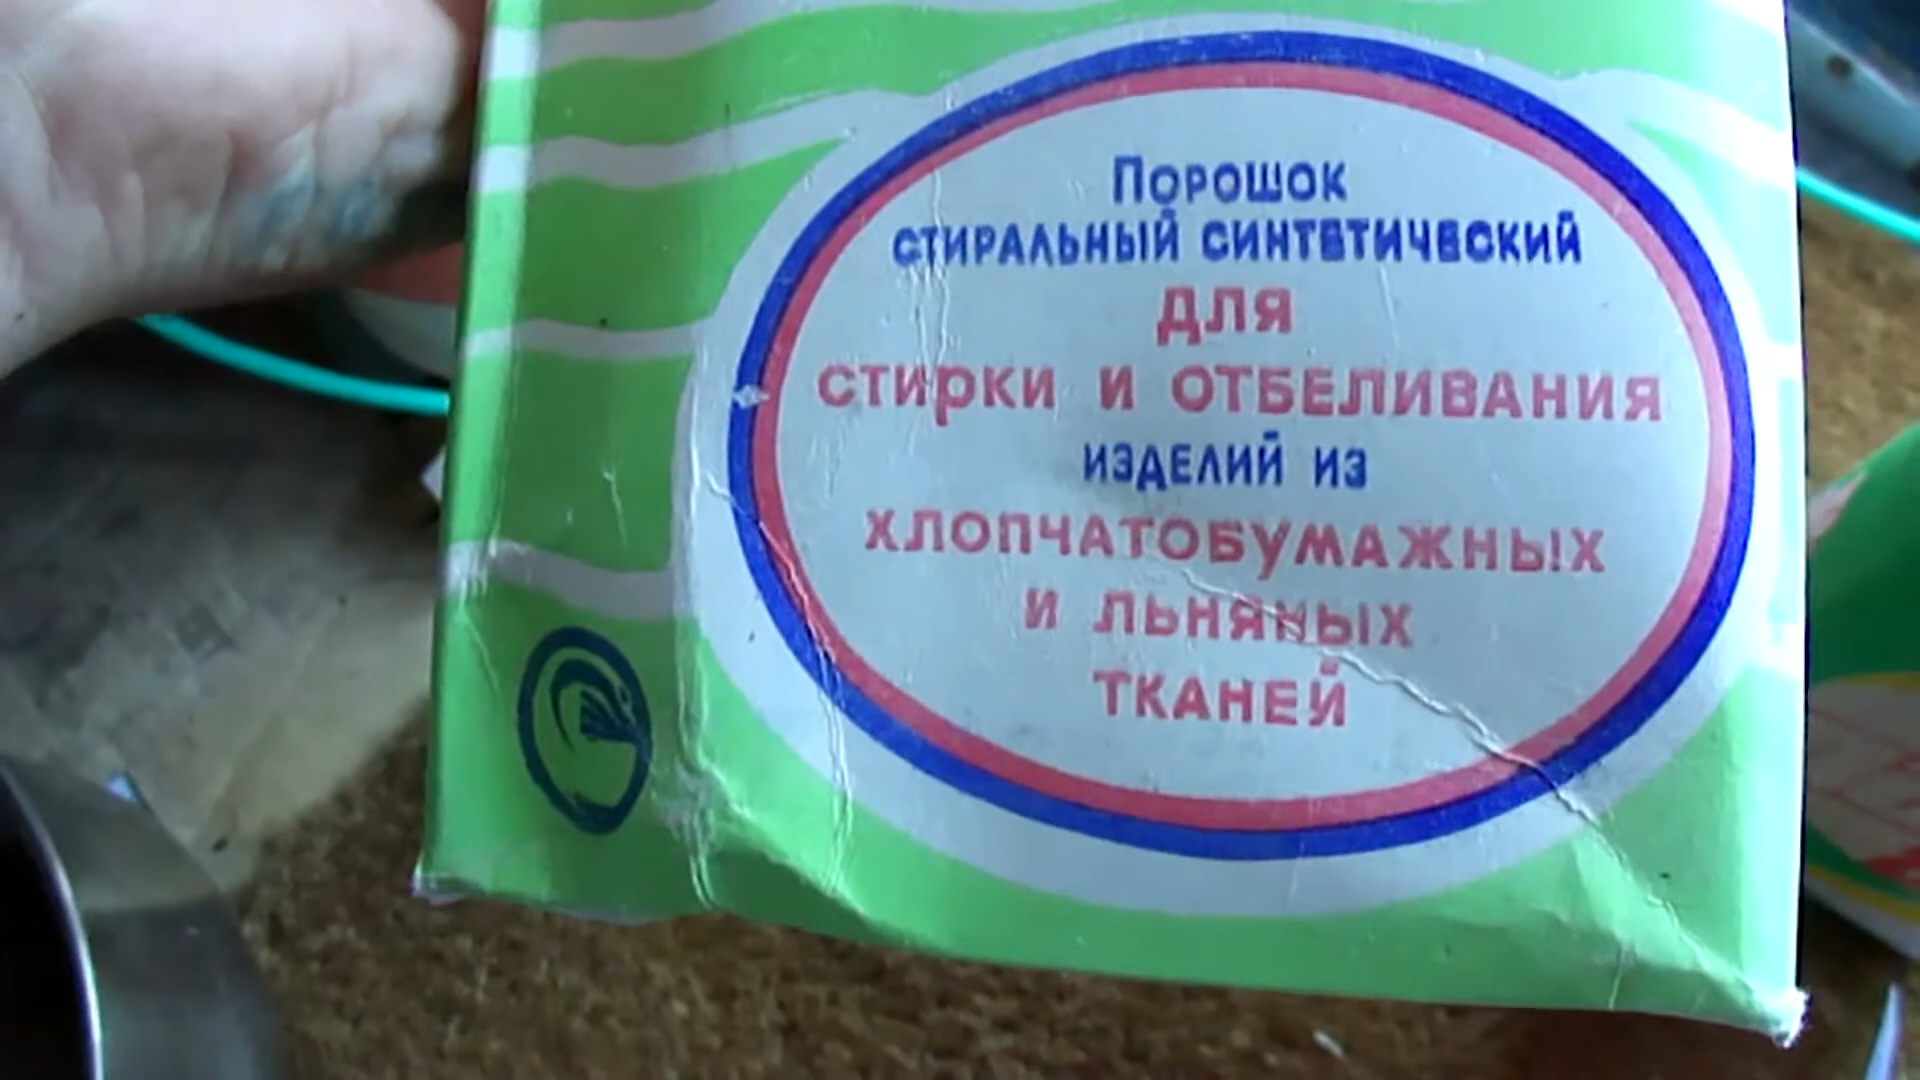 Порошок
стиральный синтетический
для
стирки и отбеливания
изделий из
хлопчатобумажных
и льняных
тканей